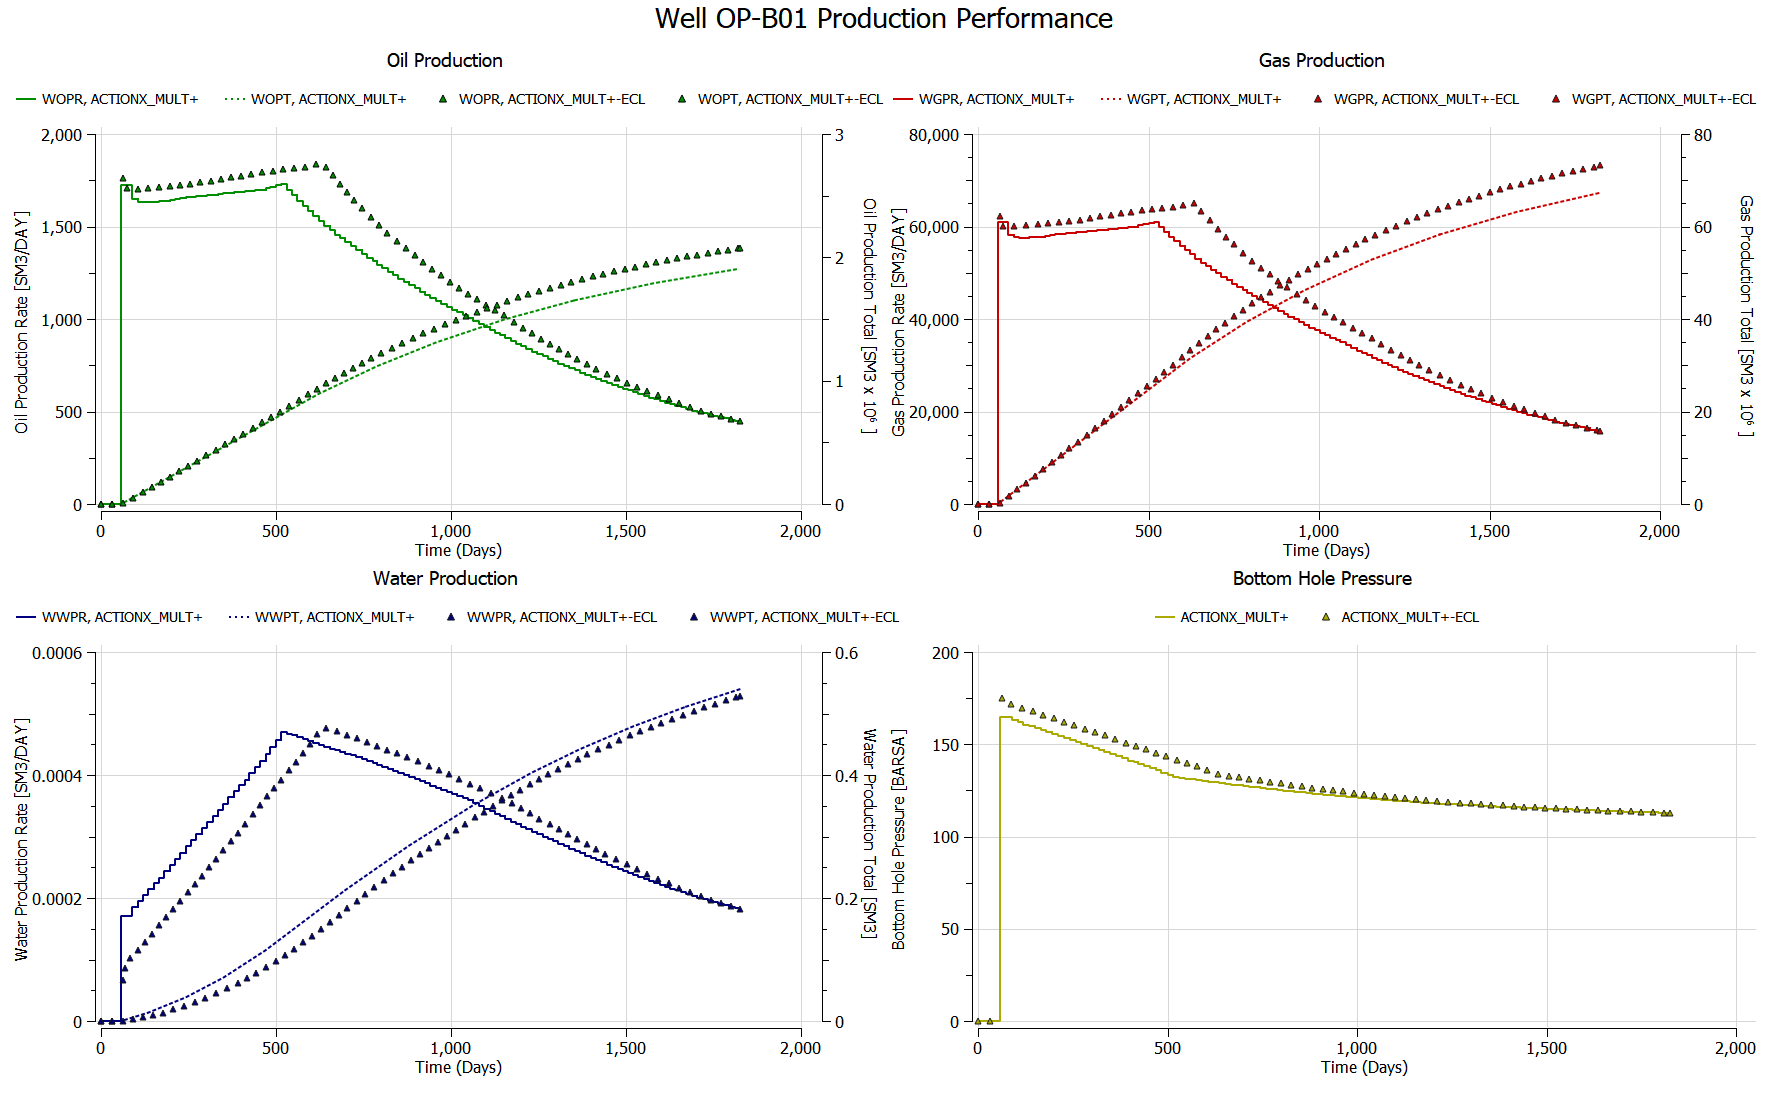 Well OP-B01 Production Performance
Oil Production
WOPR, ACTIONX_MULT+ WOPT, ACTIONX_MULT+ WOPR, ACTIONX_MULT+-ECL WOPT, ACTIONX_MULT+-ECL
Oil Production Rate [SM3/DAY]
2,000
1,500
1,000
500
0
3
2
1
0
Oil Production Total [SM3 x 10⁶ ]
0 500 1,000 1,500 2,000
Time (Days)
Gas Production
WGPR, ACTIONX_MULT+ WGPT, ACTIONX_MULT+ WGPR, ACTIONX_MULT+-ECL WGPT, ACTIONX_MULT+-ECL
Gas Production Rate [SM3/DAY]
80,000
60,000
40,000
20,000
0
80
60
40
20
0
Gas Production Total [SM3 x 10⁶ ]
0 500 1,000 1,500 2,000
Time (Days)
Water Production
WWPR, ACTIONX_MULT+ WWPT, ACTIONX_MULT+ WWPR, ACTIONX_MULT+-ECL WWPT, ACTIONX_MULT+-ECL
Water Production Rate [SM3/DAY]
0.0006
0.0004
0.0002
0
0.6
0.4
0.2
0
Water Production Total [SM3]
0 500 1,000 1,500 2,000
Time (Days)
Bottom Hole Pressure
ACTIONX_MULT+ ACTIONX_MULT+-ECL
Bottom Hole Pressure [BARSA]
200
150
100
50
0
0 500 1,000 1,500 2,000
Time (Days)